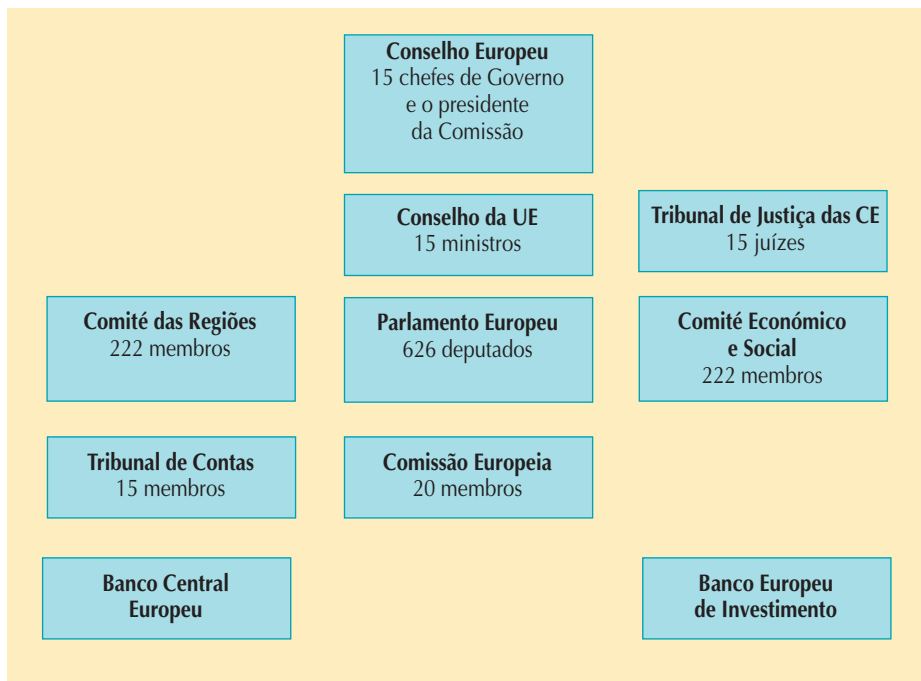 Conselho Europeu
15 chefes de Governo
e o presidente
da Comissão
Conselho da UE
15 ministros
Tribunal de Justiça das CE
15 juízes
Comité das Regiões
222 membros
Parlamento Europeu
626 deputados
Comité Económico
e Social
222 membros
Tribunal de Contas
15 membros
Comissão Europeia
20 membros
Banco Central
Europeu
Banco Europeu
de Investimento